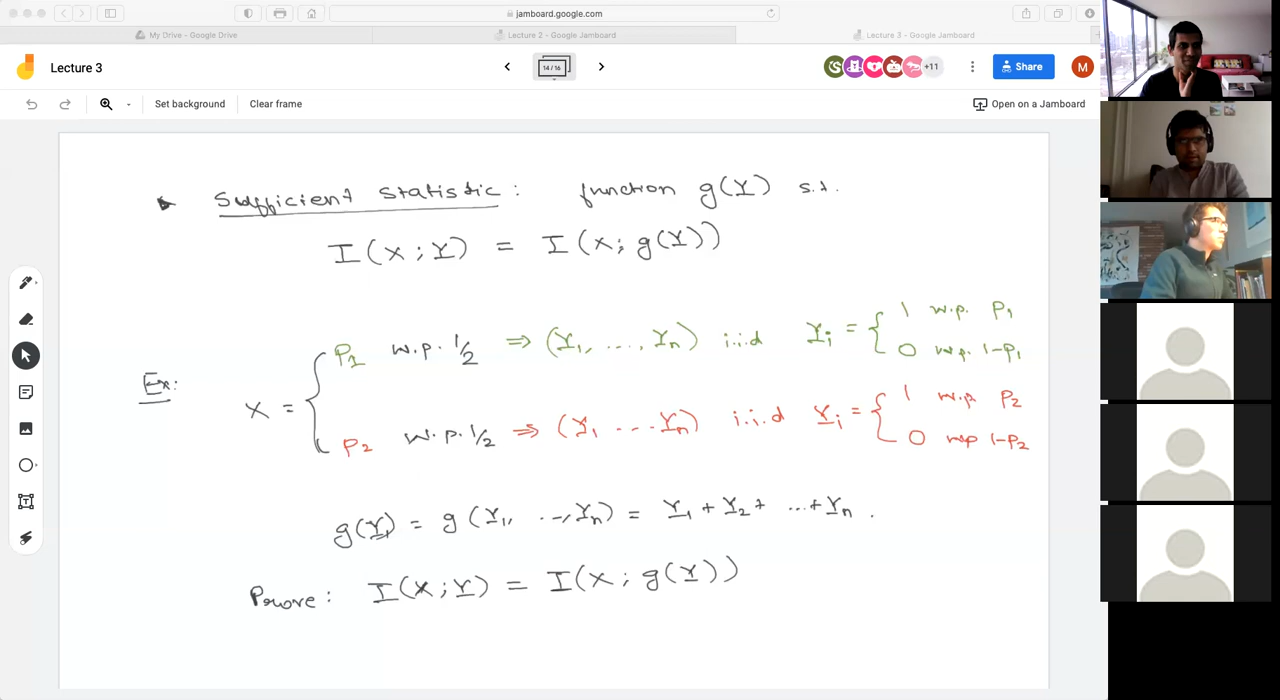 jamboard.google.com
My Drive - Google Drive
Lecture 2 - Google Jamboard
Lecture 3 - Google Jamboard
Lecture 3
14 / 16
+11
Share
M
Set background
Clear frame
Open on a Jamboard
Sufficient Statistic : function g(Y) s.t.
I(X;Y) = I(X; g(Y))
P1 w.p. 1/2 ⇒ (Y1, ..., Yn) i.i.d Yi = { 1 w.p. P1
0 w.p. 1-P1
Ex:
X = {
P2 w.p. 1/2 ⇒ (Y1 ... Yn) i.i.d Yi = { 1 w.p P2
0 wp 1-P2
g(Y) = g(Y1, ..., Yn) = Y1 + Y2 + ... + Yn .
Prove: I(X;Y) = I(X; g(Y))